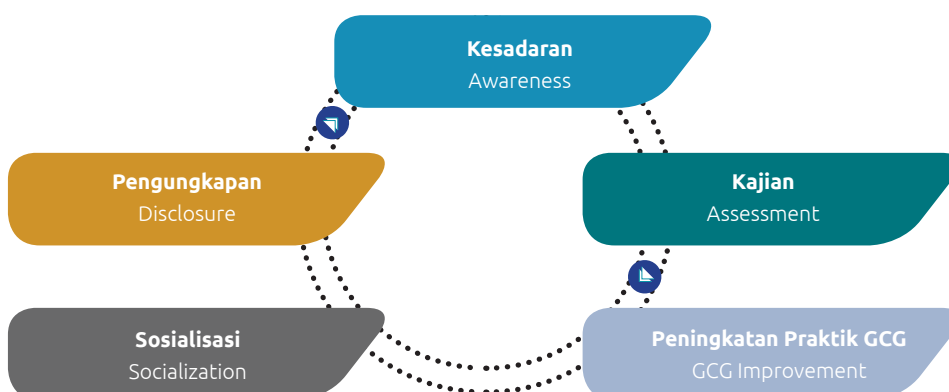 Kesadaran
Awareness
Pengungkapan
Disclosure
Kajian
Assessment
Sosialisasi
Socialization
Peningkatan Praktik GCG
GCG Improvement